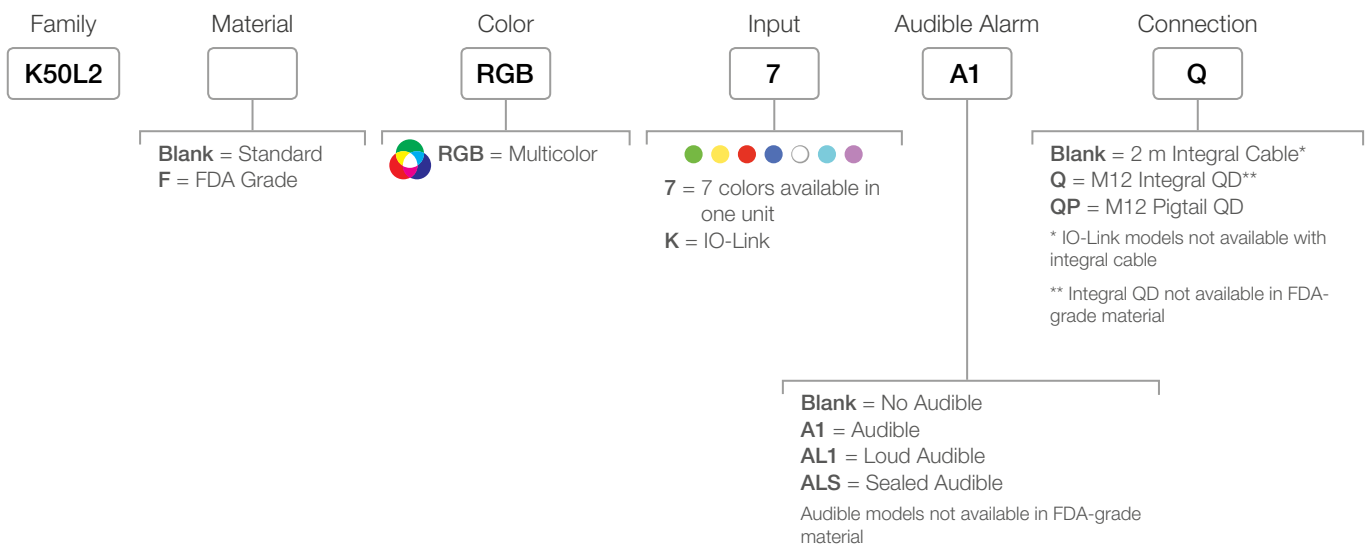 Family
Material
Color
Input
Audible Alarm
Connection
K50L2
RGB
7
A1
Q
Blank = Standard
F = FDA Grade
RGB = Multicolor
7 = 7 colors available in
one unit
K = IO-Link
Blank = 2 m Integral Cable*
Q = M12 Integral QD**
QP = M12 Pigtail QD
* IO-Link models not available with
integral cable
** Integral QD not available in FDA-
grade material
Blank = No Audible
A1 = Audible
AL1 = Loud Audible
ALS = Sealed Audible
Audible models not available in FDA-grade
material